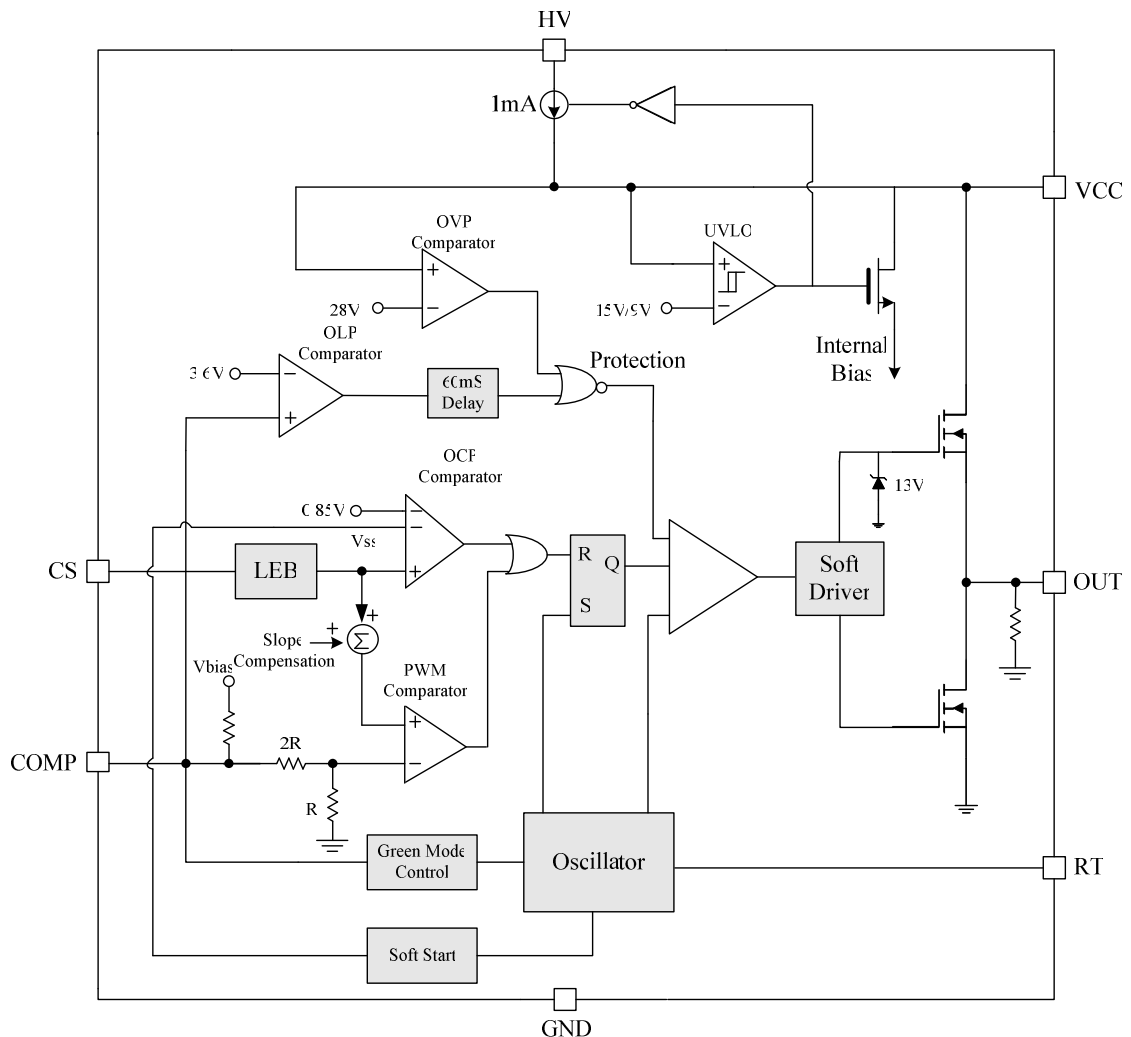 HV
1mA
VCC
OVP
Comparator
UVLO
28V
15V/9V
OLP
Comparator
Internal
Bias
Protection
3.6V
60mS
Delay
OCP
Comparator
13V
0.85V
Vss
CS
LEB
R
Q
S
Soft
Driver
OUT
+
+
Σ
Slope
Compensation
Vbias
PWM
Comparator
COMP
2R
R
Green Mode
Control
Oscillator
RT
Soft Start
GND